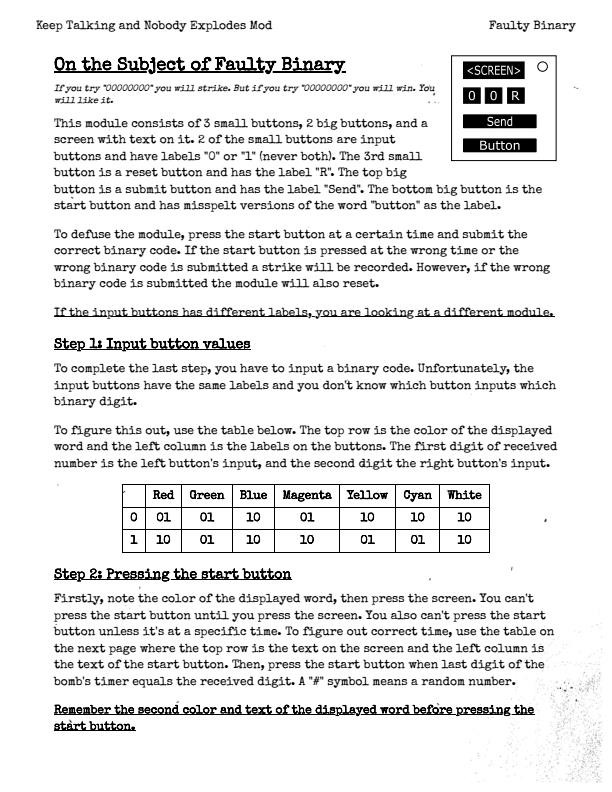 Keep Talking and Nobody Explodes Mod Faulty Binary
On the Subject of Faulty Binary
If you try "00000000" you will strike. But if you try "00000000" you will win. You
will like it.
<SCREEN>
0 0 R
Send
Button
This module consists of 3 small buttons, 2 big buttons, and a
screen with text on it. 2 of the small buttons are input
buttons and have labels "0" or "1" (never both). The 3rd small
button is a reset button and has the label "R". The top big
button is a submit button and has the label "Send". The bottom big button is the
start button and has misspelt versions of the word "button" as the label.
To defuse the module, press the start button at a certain time and submit the
correct binary code. If the start button is pressed at the wrong time or the
wrong binary code is submitted a strike will be recorded. However, if the wrong
binary code is submitted the module will also reset.
If the input buttons has different labels, you are looking at a different module.
Step 1: Input button values
To complete the last step, you have to input a binary code. Unfortunately, the
input buttons have the same labels and you don't know which button inputs which
binary digit.
To figure this out, use the table below. The top row is the color of the displayed
word and the left column is the labels on the buttons. The first digit of received
number is the left button's input, and the second digit the right button's input.
Red Green Blue Magenta Yellow Cyan White
0 01 01 10 01 10 10 10
1 10 01 10 10 01 01 10
Step 2: Pressing the start button
Firstly, note the color of the displayed word, then press the screen. You can't
press the start button until you press the screen. You also can't press the start
button unless it's at a specific time. To figure out correct time, use the table on
the next page where the top row is the text on the screen and the left column is
the text of the start button. Then, press the start button when last digit of the
bomb's timer equals the received digit. A "#" symbol means a random number.
Remember the second color and text of the displayed word before pressing the
start button.